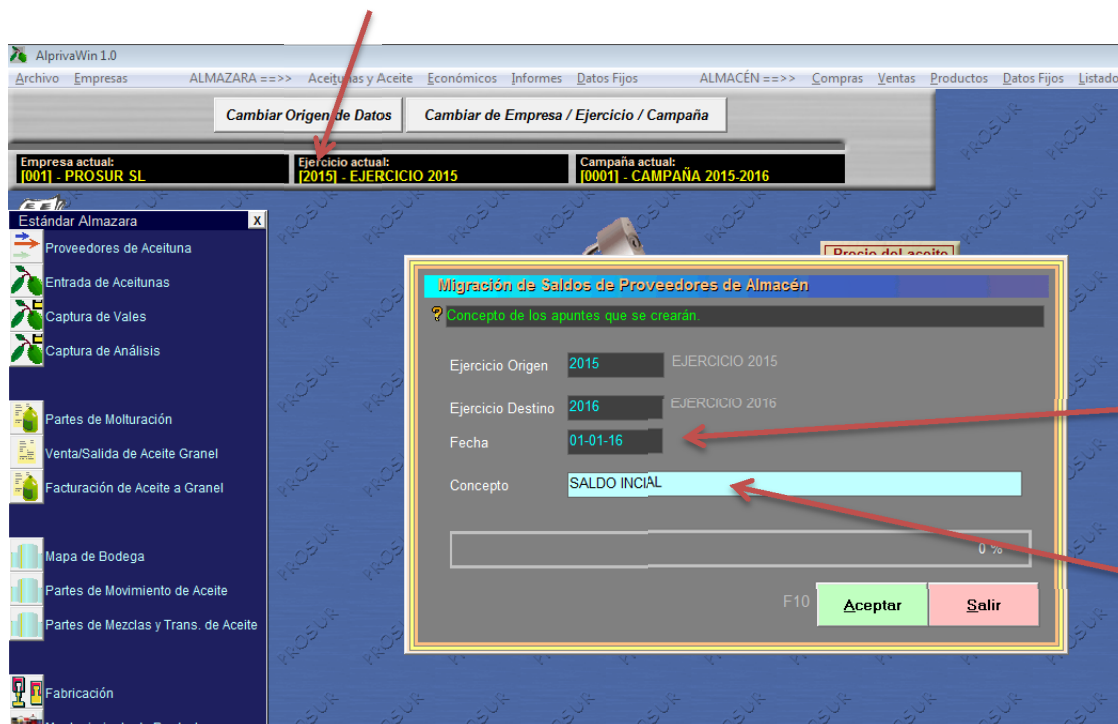 AlprivaWin 1.0
Archivo Empresas ALMAZARA ==>> Aceitunas y Aceite Económicos Informes Datos Fijos ALMACÉN ==>> Compras Ventas Productos Datos Fijos Listado
Cambiar Origen de Datos Cambiar de Empresa / Ejercicio / Campaña
Empresa actual: Ejercicio actual: Campaña actual:
[001] - PROSUR SL [2015] - EJERCICIO 2015 [0001] - CAMPAÑA 2015-2016
Estándar Almazara X
Proveedores de Aceituna
Entrada de Aceitunas
Captura de Vales
Captura de Análisis
Partes de Molturación
Venta/Salida de Aceite Granel
Facturación de Aceite a Granel
Mapa de Bodega
Partes de Movimiento de Aceite
Partes de Mezclas y Trans. de Aceite
Fabricación
Precio del aceite
Migración de Saldos de Proveedores de Almacén
? Concepto de los apuntes que se crearán.
Ejercicio Origen 2015 EJERCICIO 2015
Ejercicio Destino 2016 EJERCICIO 2016
Fecha 01-01-16
Concepto SALDO INCIAL
0 %
F10 Aceptar Salir
PROSUR